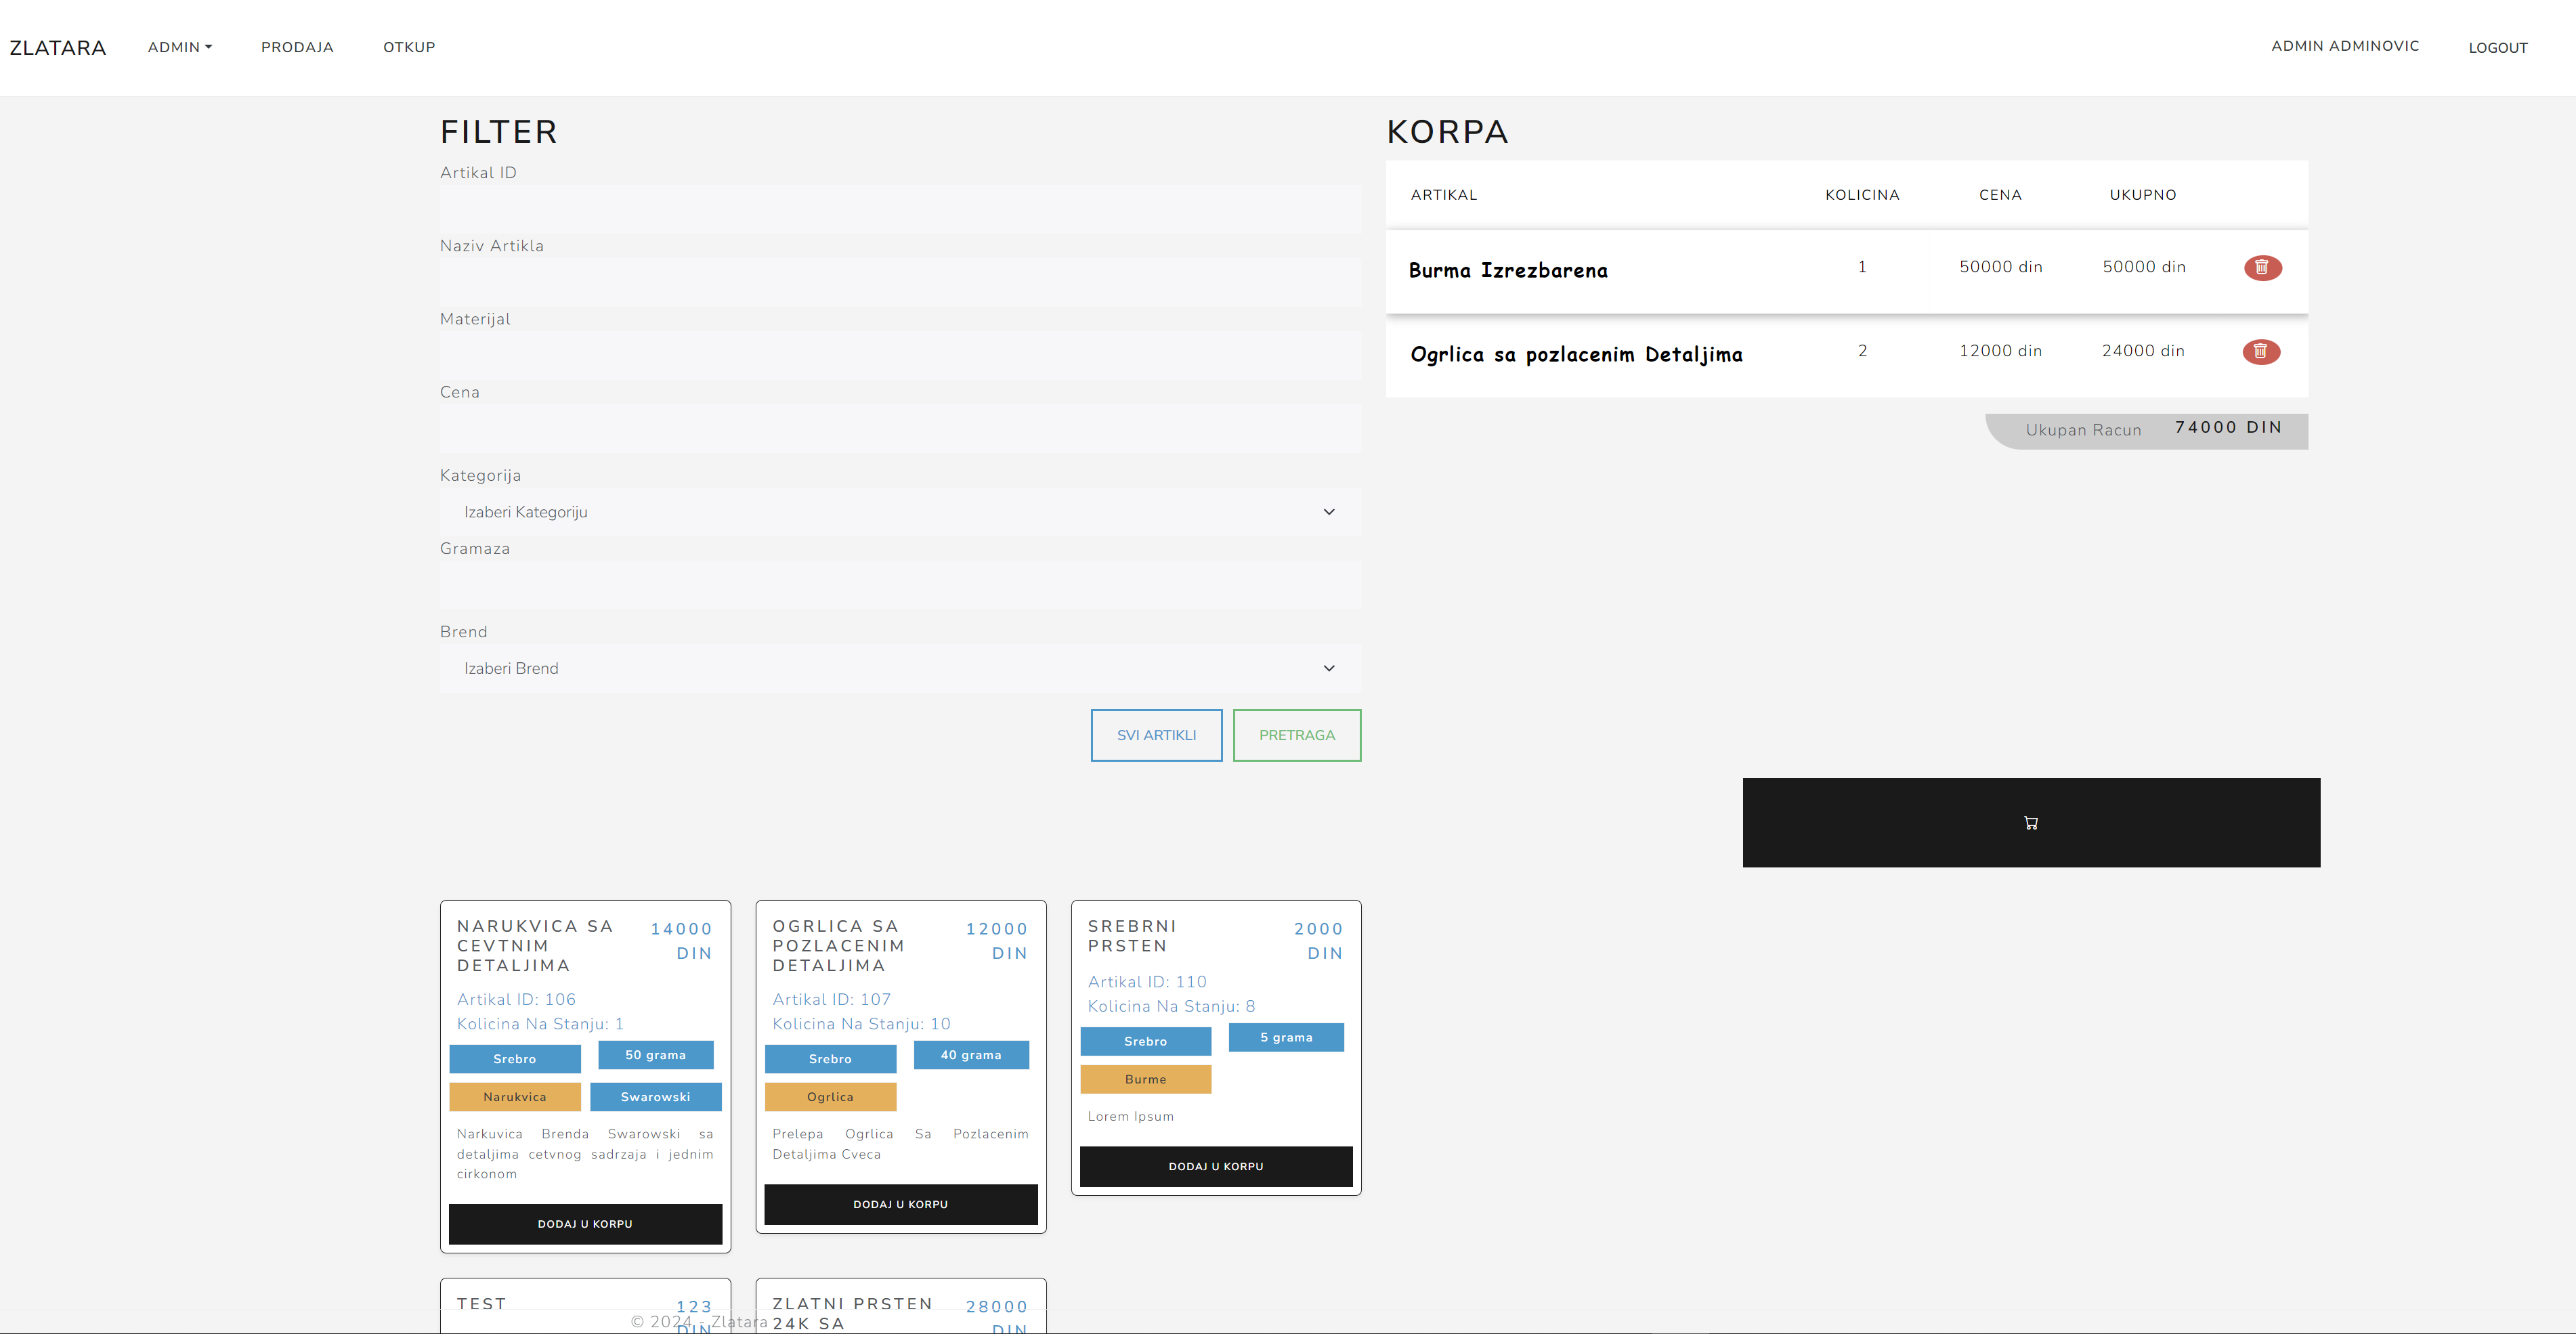 ZLATARA ADMIN PRODAJA OTKUP ADMIN ADMINOVIC LOGOUT
FILTER
Artikal ID
Naziv Artikla
Materijal
Cena
Kategorija
Izaberi Kategoriju
Gramaza
Brend
Izaberi Brend
SVI ARTIKLI PRETRAGA
KORPA
ARTIKAL KOLICINA CENA UKUPNO
Burma Izrezbarena 1 50000 din 50000 din
Ogrlica sa pozlacenim Detaljima 2 12000 din 24000 din
Ukupan Racun 74000 DIN
NARUKVICA SA
CEVTNIM
DETALJIMA
14000
DIN
Artikal ID: 106
Kolicina Na Stanju: 1
Srebro 50 grama
Narukvica Swarowski
Narkuvica Brenda Swarowski sa
detaljima cetvnog sadrzaja i jednim
cirkonom
DODAJ U KORPU
OGRLICA SA
POZLACENIM
DETALJIMA
12000
DIN
Artikal ID: 107
Kolicina Na Stanju: 10
Srebro 40 grama
Ogrlica
Prelepa Ogrlica Sa Pozlacenim
Detaljima Cveca
DODAJ U KORPU
SREBRNI
PRSTEN
2000
DIN
Artikal ID: 110
Kolicina Na Stanju: 8
Srebro 5 grama
Burme
Lorem Ipsum
DODAJ U KORPU
TEST
123
DIN
ZLATNI PRSTEN
24K SA
28000
DIN
© 2024 - Zlatara